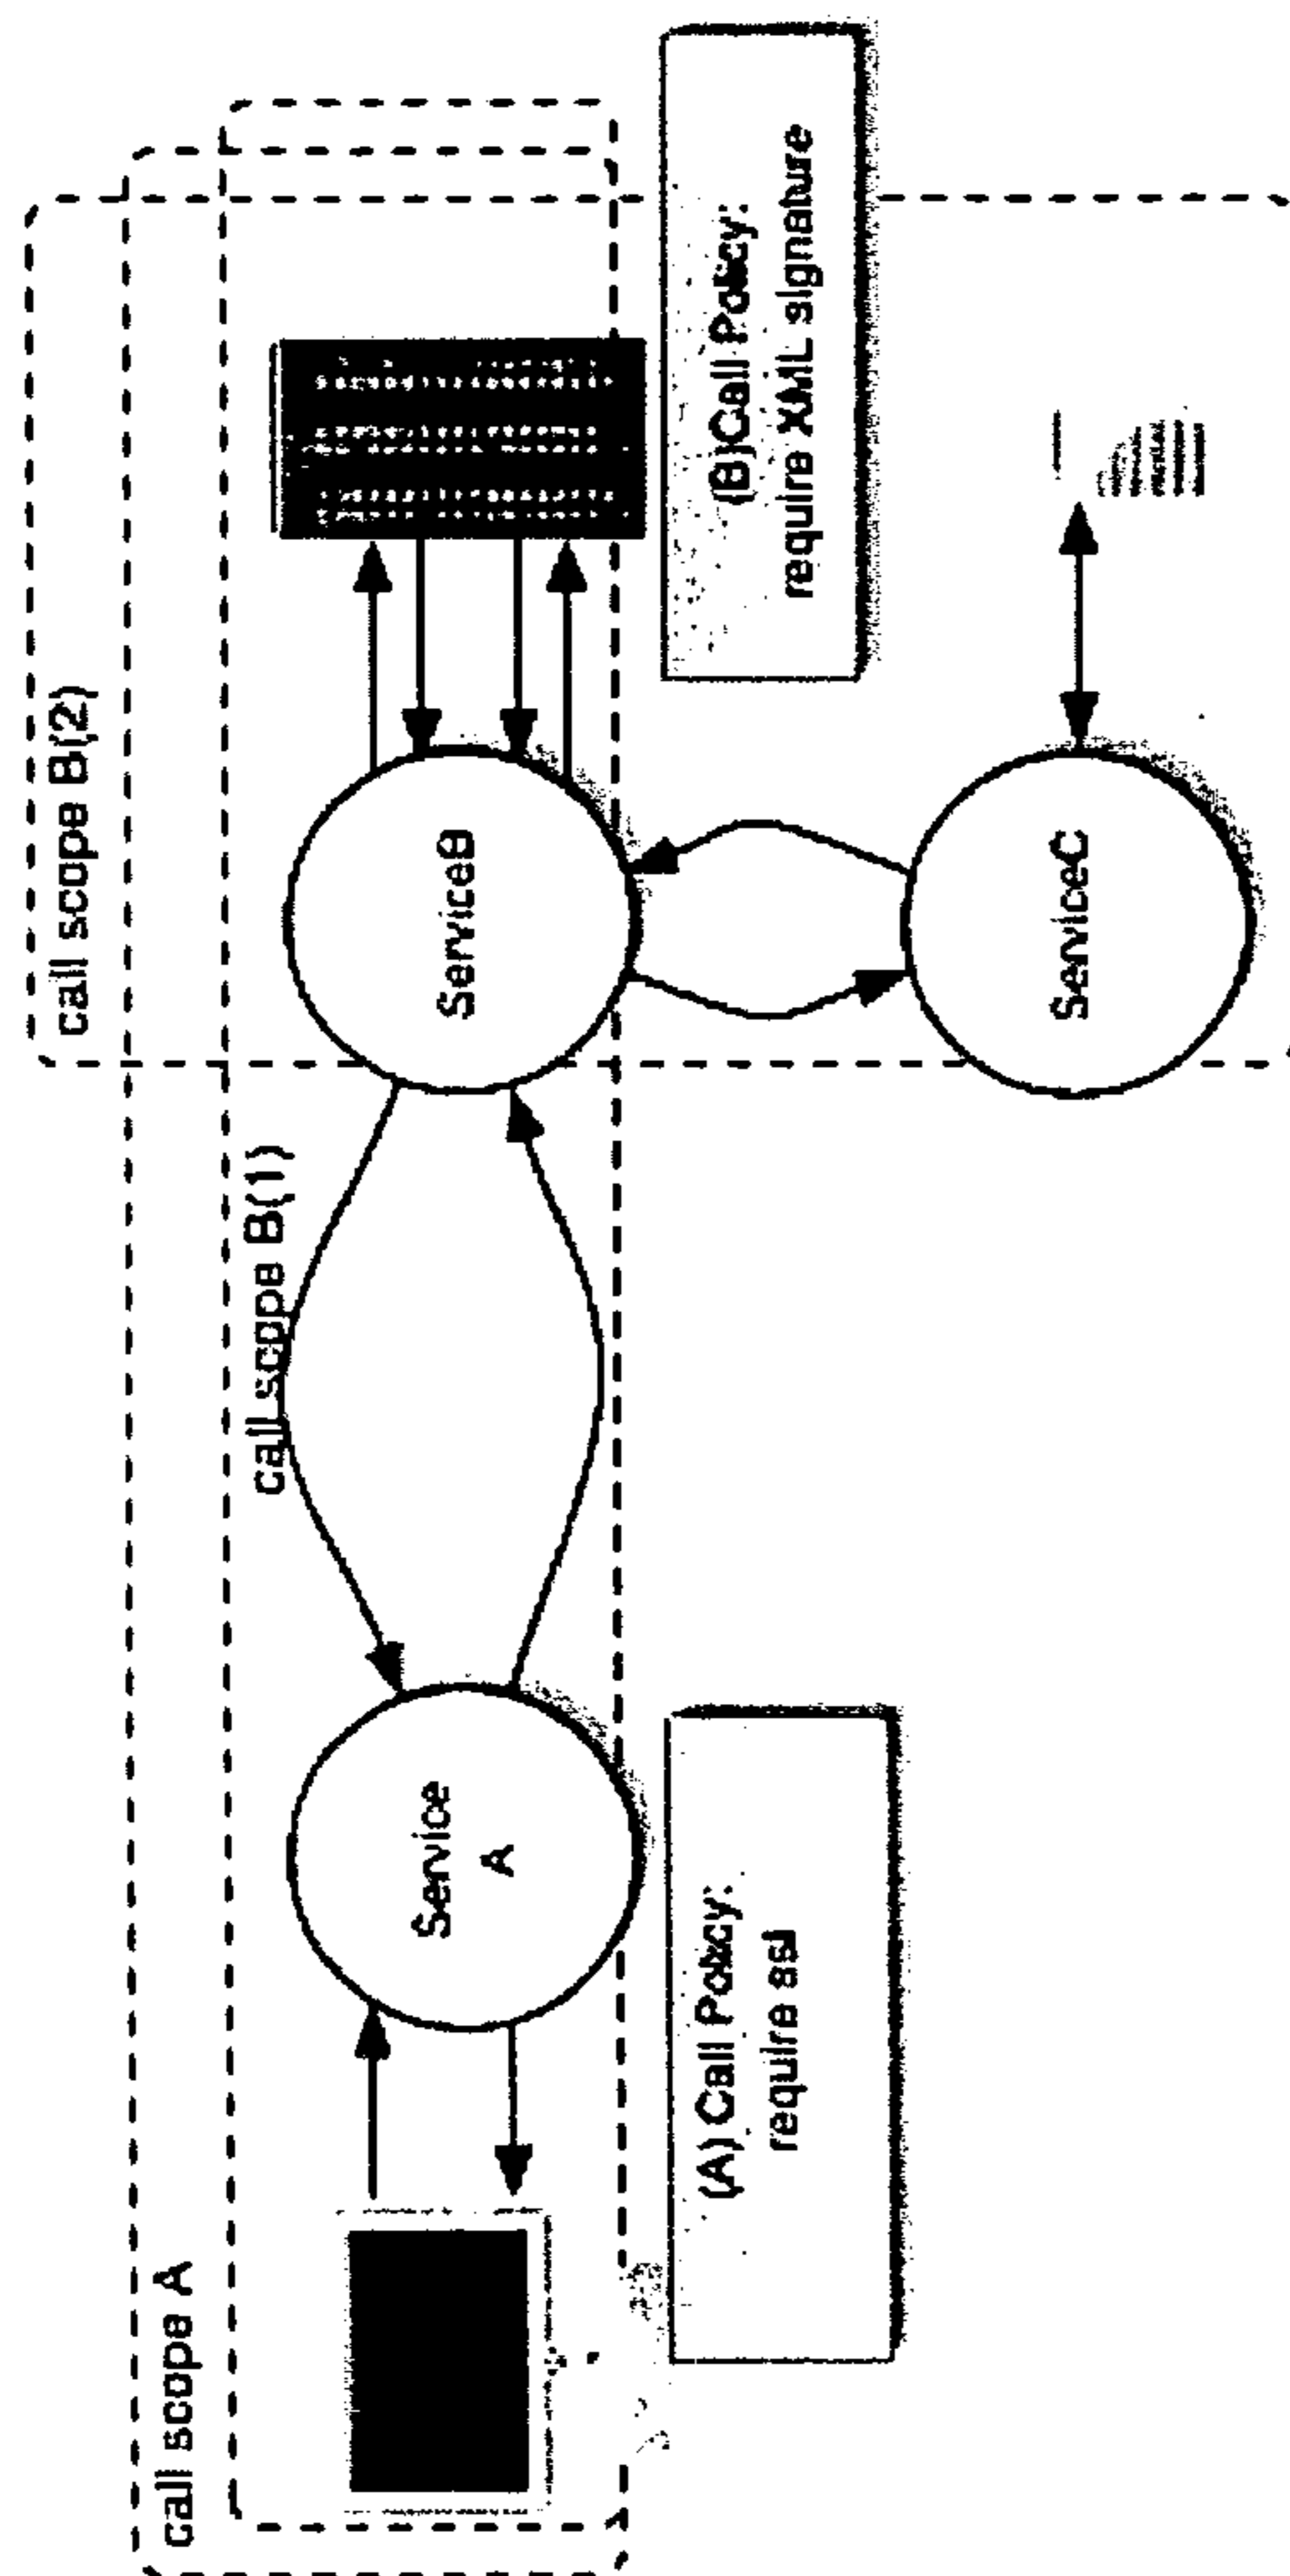 call scope B(2)
call scope A
call scope B(1)
Service
A
ServiceB
(A) Call Policy:
require ssl
(B)Call Policy:
require XML signature
ServiceC